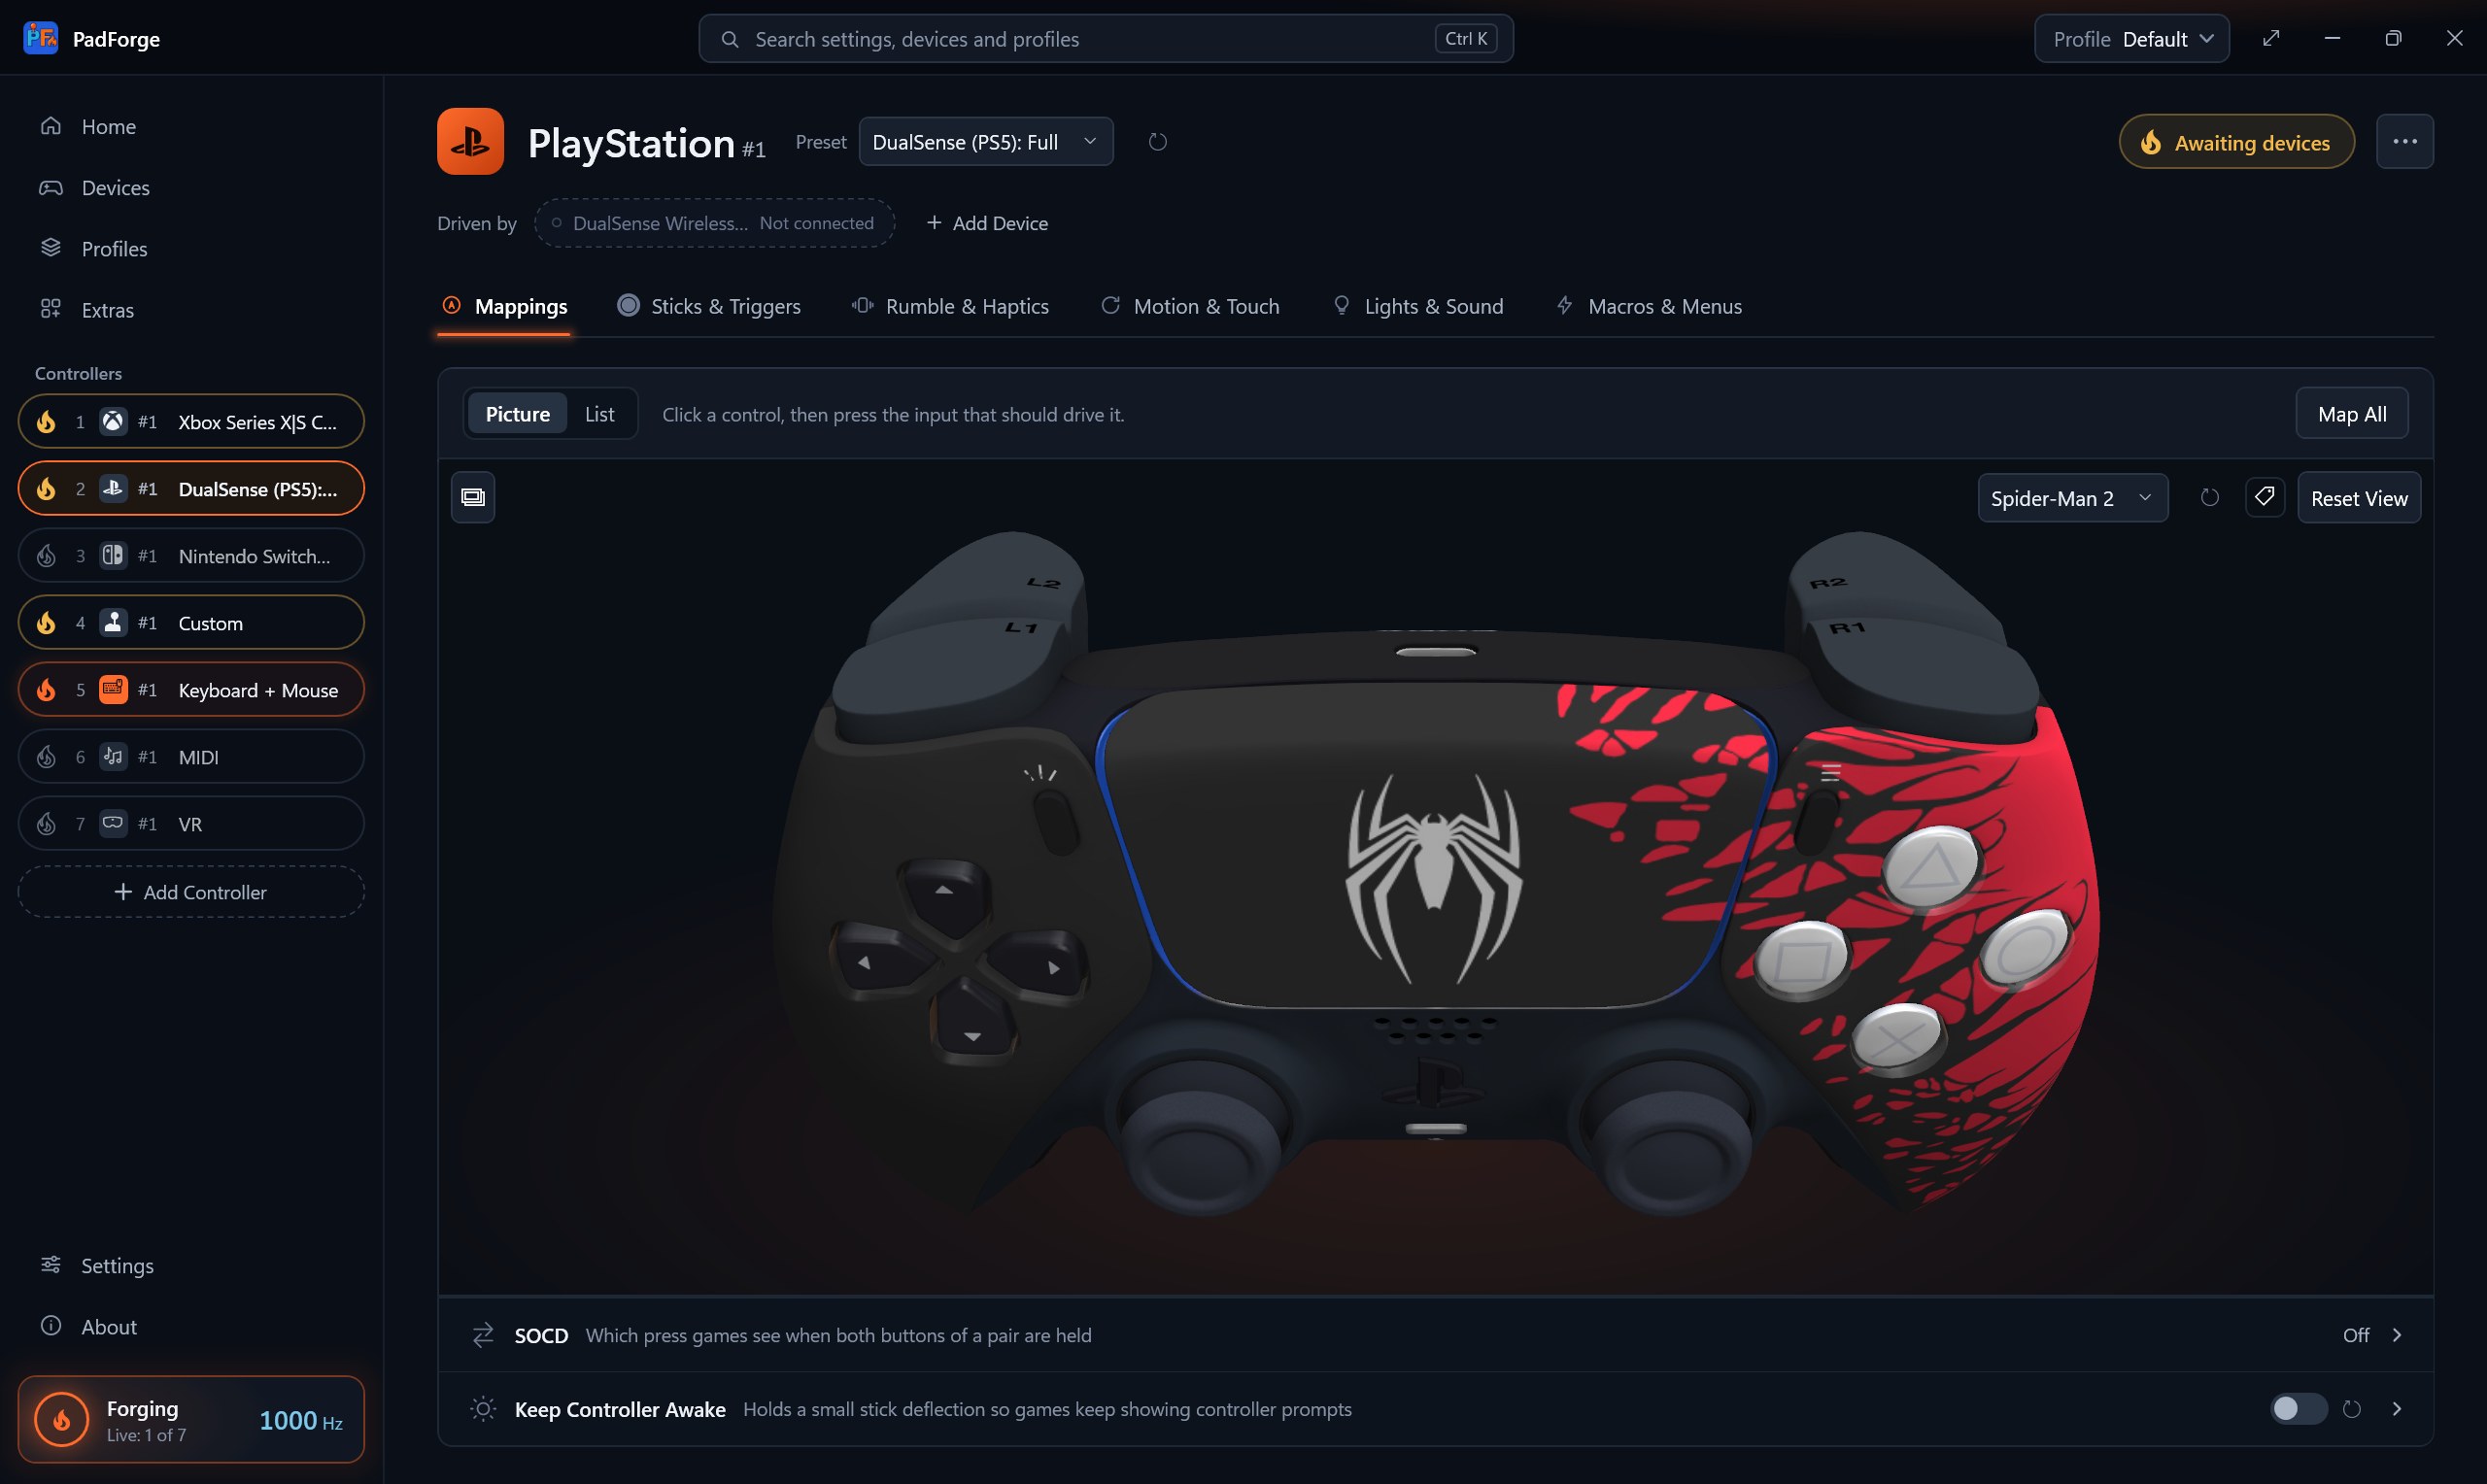 PadForge
Search settings, devices and profiles
Ctrl K
Profile Default
Home
Devices
Profiles
Extras
Controllers
1 #1 Xbox Series X|S C...
2 #1 DualSense (PS5):...
3 #1 Nintendo Switch...
4 #1 Custom
5 #1 Keyboard + Mouse
6 #1 MIDI
7 #1 VR
+ Add Controller
Settings
About
Forging
Live: 1 of 7
1000 Hz
PlayStation #1
Preset
DualSense (PS5): Full
Awaiting devices
Driven by
DualSense Wireless... Not connected
+ Add Device
Mappings
Sticks & Triggers
Rumble & Haptics
Motion & Touch
Lights & Sound
Macros & Menus
Picture
List
Click a control, then press the input that should drive it.
Map All
Spider-Man 2
Reset View
L2
R2
L1
R1
SOCD Which press games see when both buttons of a pair are held
Off
Keep Controller Awake Holds a small stick deflection so games keep showing controller prompts